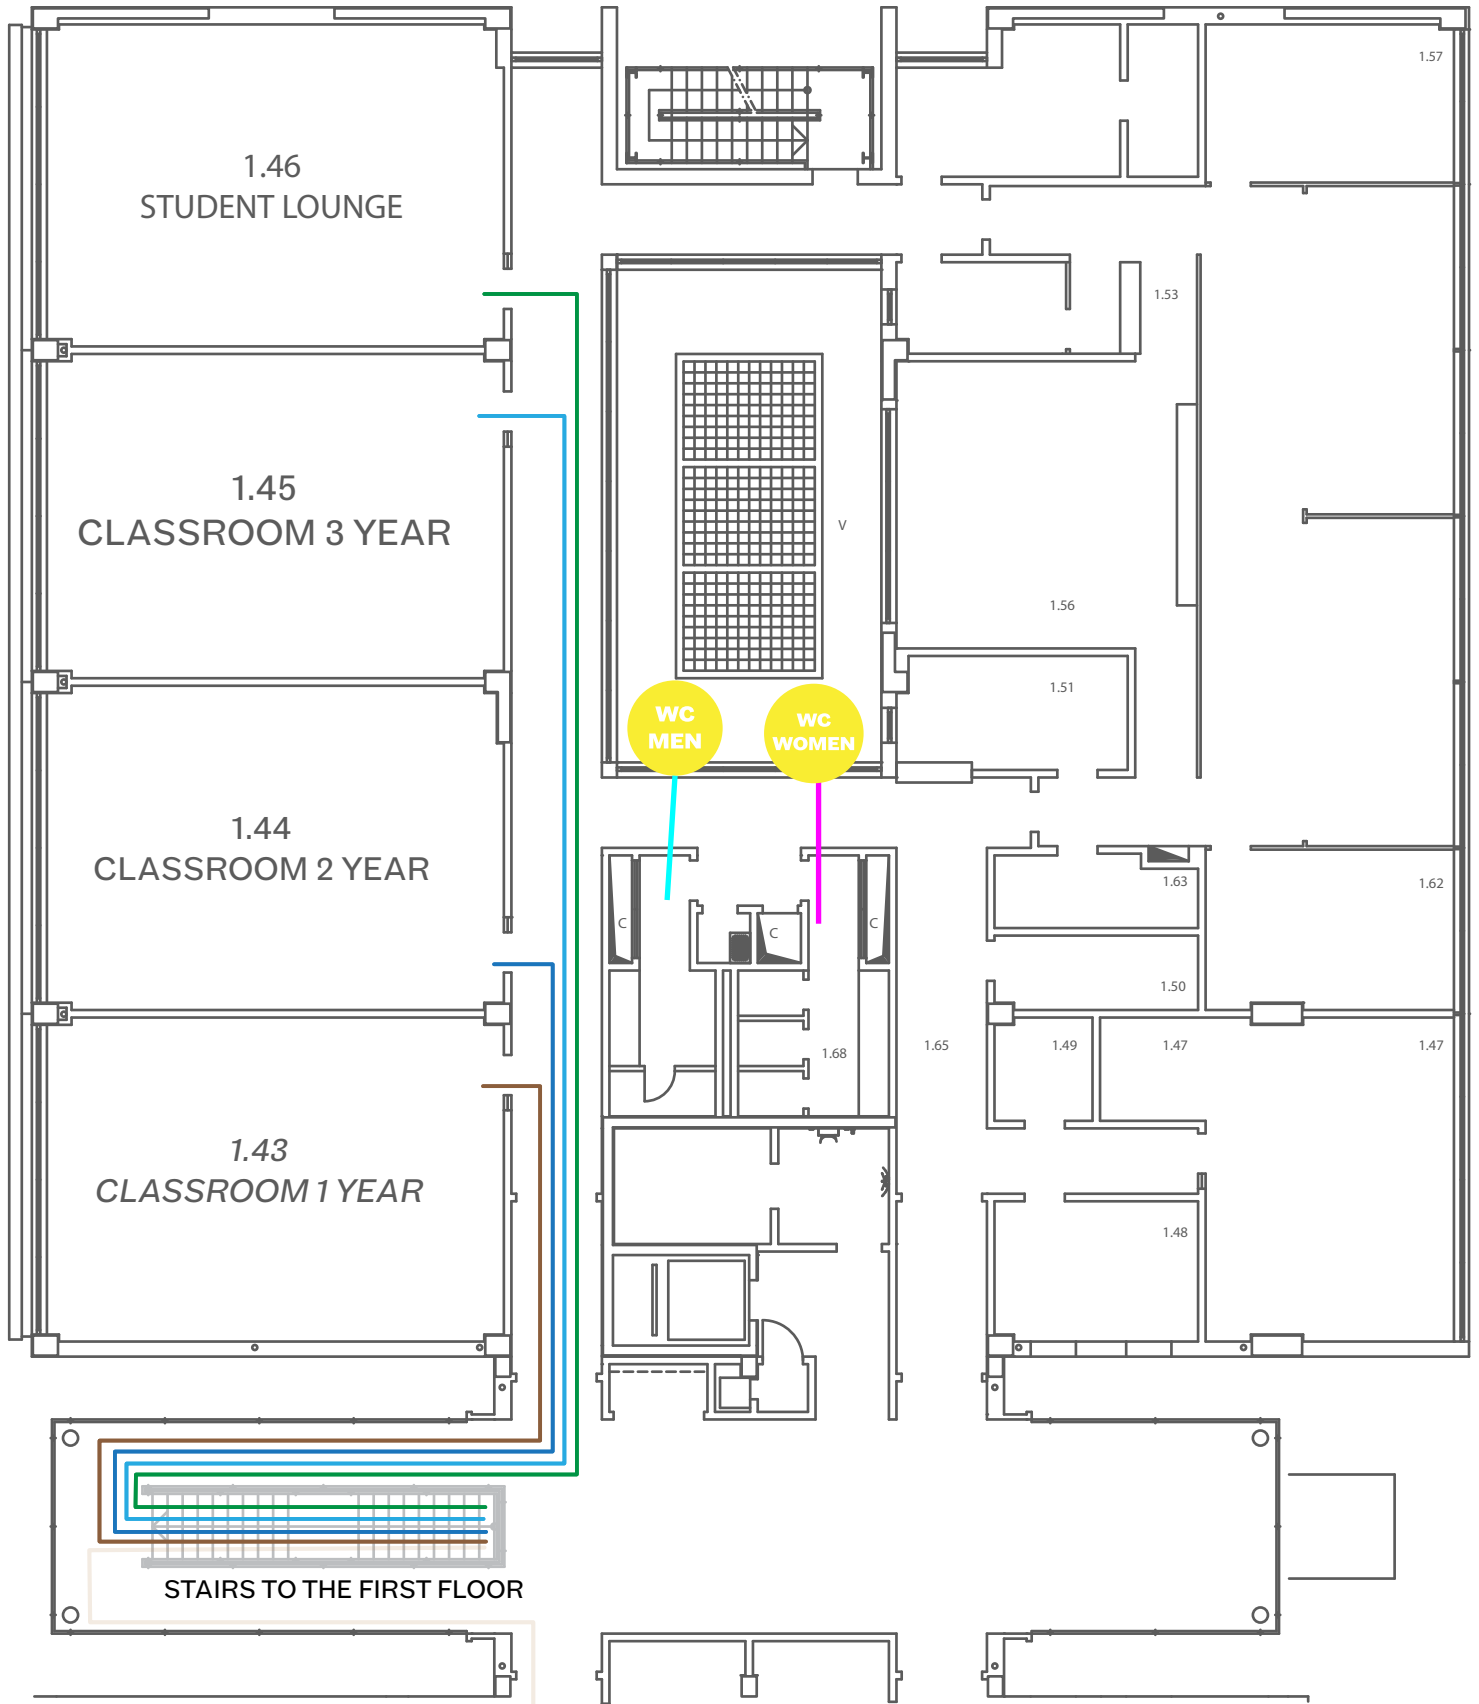 1.57
1.46
STUDENT LOUNGE
1.53
1.45
CLASSROOM 3 YEAR
V
1.56
1.51
WC
MEN
WC
WOMEN
1.44
CLASSROOM 2 YEAR
1.63
1.62
C
C
C
1.50
1.68
1.65
1.49
1.47
1.47
1.43
CLASSROOM 1 YEAR
1.48
STAIRS TO THE FIRST FLOOR